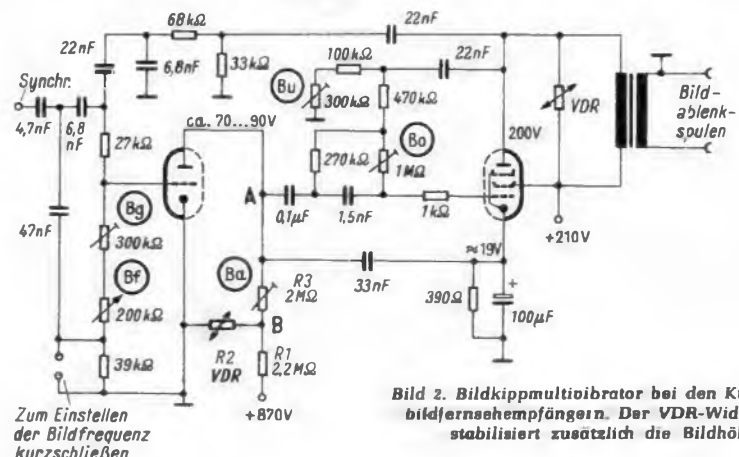 68kΩ
22nF
22nF
6,8nF
33kΩ
100kΩ
22nF
Synchr.
Bu
300kΩ
470kΩ
VDR
Bild-
ablenk-
spulen
4,7nF
6,8
nF
27kΩ
ca. 70...90V
270kΩ
Bo
1MΩ
200V
A
0,1µF
1,5nF
1kΩ
+210V
47nF
Bg
300kΩ
Ba
R3
2MΩ
33nF
≈19V
390Ω
+
100µF
Bf
200kΩ
B
R2
VDR
39kΩ
R1
2,2MΩ
+870V
Zum Einstellen
der Bildfrequenz
kurzschließen
Bild 2. Bildkippmultivibrator bei den
bildfernsehempfängern. Der VDR-Wid
stabilisiert zusätzlich die Bildhö